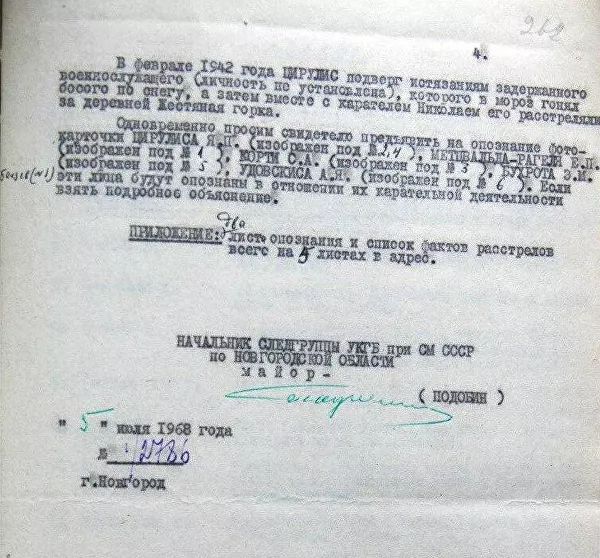 262
4.
В феврале 1942 года ЦИРУЛИС подверг истязаниям задержанного
военнослужащего (личность не установлена), которого в мороз гонял
босого по снегу, а затем вместе с карателем Николаем его расстреляли
за деревней Жестяная горка.
Одновременно просим свидетелю предъявить на опознание фото-
карточки ЦИРУЛИСА Я.П. (изображен под № 2,4 ), МЕТЦВАЛЬДА-РАГЕЛИ Е.П.
(изображен под № 1 ), КОРТИ С.А. (изображен под № 3 ), БУХРОТА Э.М.
(изображен под № 5 ), УДОВСКИСА А.Я. (изображен под № 6 ). Если
эти лица будут опознаны в отношении их карательной деятельности
взять подробное объяснение.
ПРИЛОЖЕНИЕ: лист опознания и список фактов расстрелов
всего на 5 листах в адрес.
НАЧАЛЬНИК СЛЕДГРУППЫ УКГБ при СМ СССР
по НОВГОРОДСКОЙ ОБЛАСТИ
майор -
( ПОДОБИН )
" 5 " июля 1968 года
№ 4/2786
г.Новгород